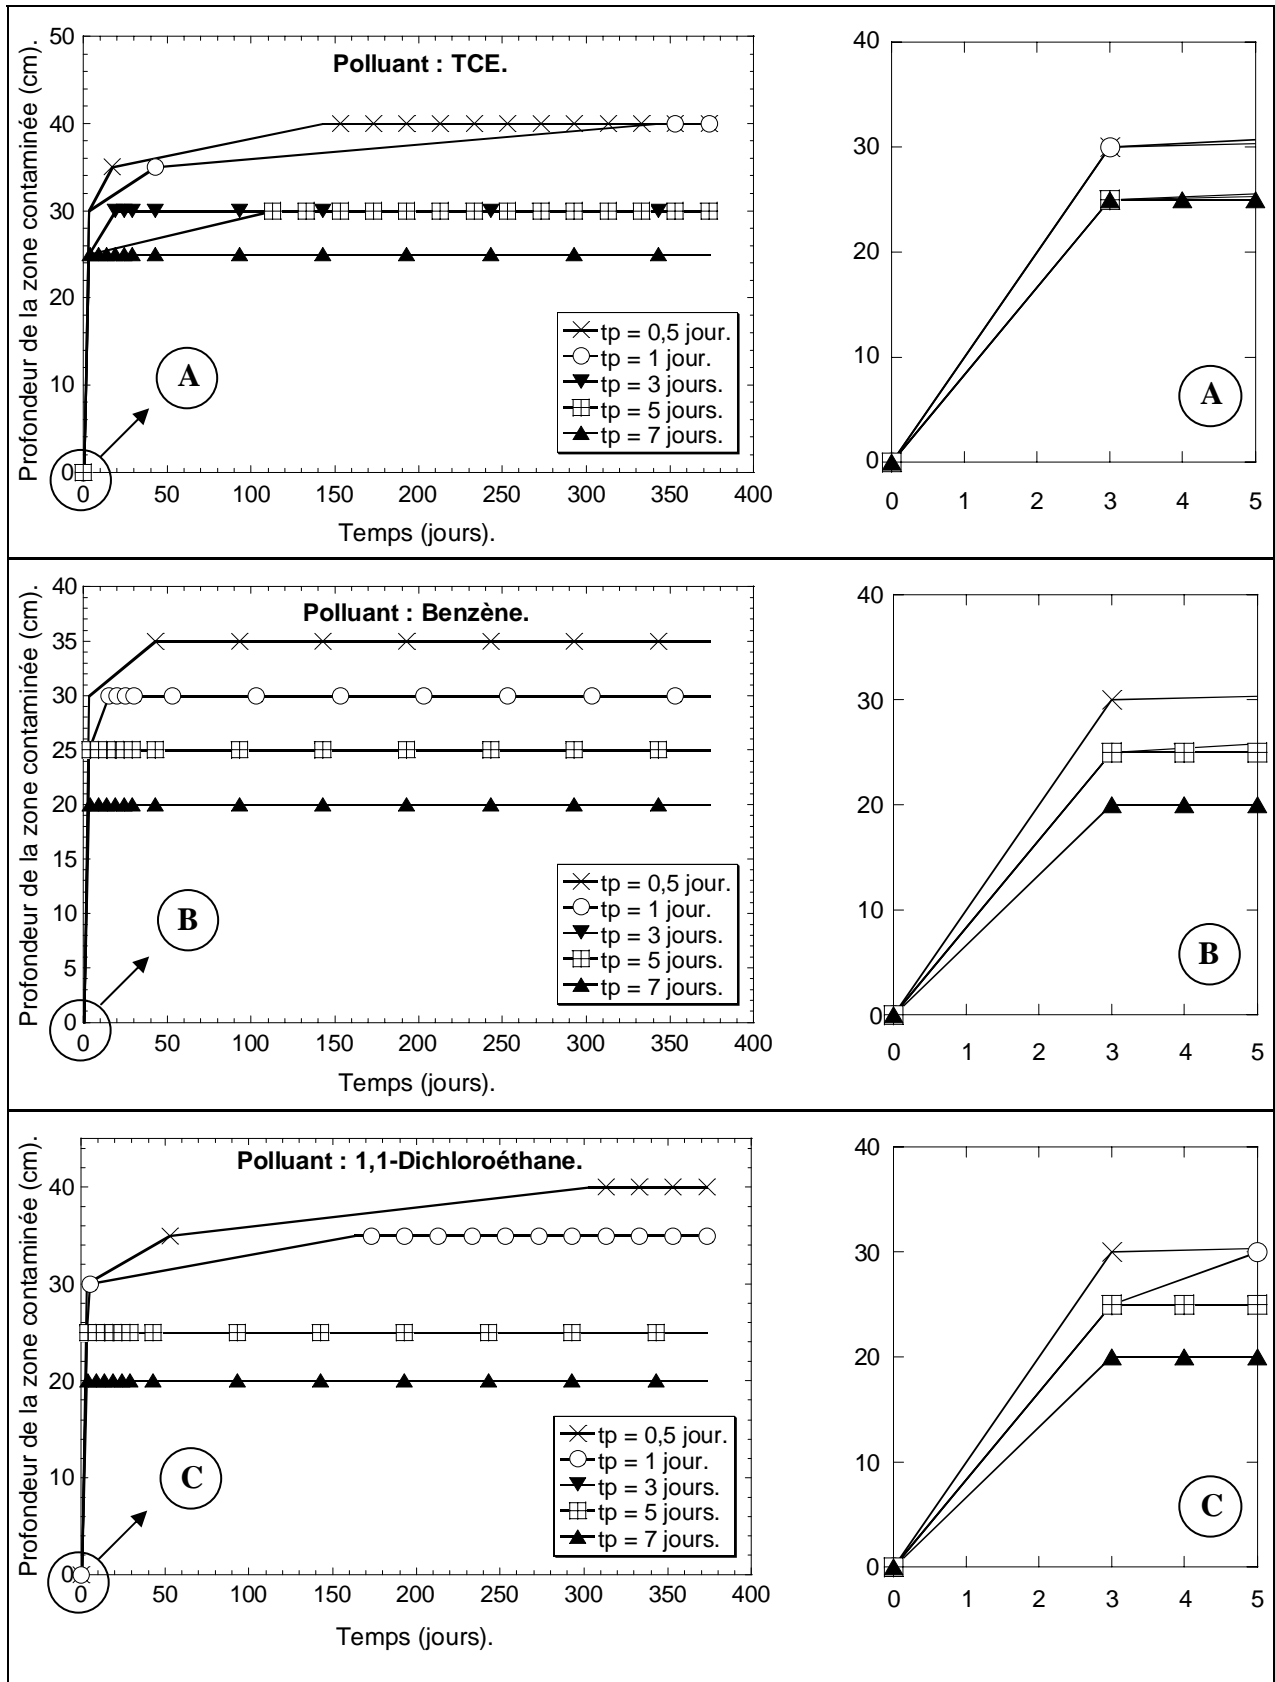 Profondeur de la zone contaminée (cm).
50
40
30
20
10
0
Polluant : TCE.
tp = 0,5 jour.
tp = 1 jour.
tp = 3 jours.
tp = 5 jours.
tp = 7 jours.
A
0 50 100 150 200 250 300 350 400
Temps (jours).
40
30
20
10
0
A
0 1 2 3 4 5
Profondeur de la zone contaminée (cm).
40
35
30
25
20
15
10
5
0
Polluant : Benzène.
tp = 0,5 jour.
tp = 1 jour.
tp = 3 jours.
tp = 5 jours.
tp = 7 jours.
B
0 50 100 150 200 250 300 350 400
Temps (jours).
40
30
20
10
0
B
0 1 2 3 4 5
Profondeur de la zone contaminée (cm).
40
30
20
10
0
Polluant : 1,1-Dichloroéthane.
tp = 0,5 jour.
tp = 1 jour.
tp = 3 jours.
tp = 5 jours.
tp = 7 jours.
C
0 50 100 150 200 250 300 350 400
Temps (jours).
40
30
20
10
0
C
0 1 2 3 4 5